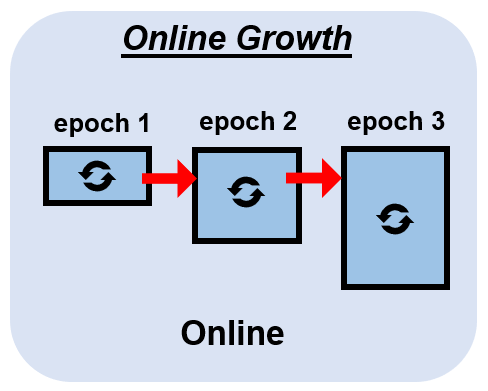 Online Growth
epoch 1
epoch 2
epoch 3
Online